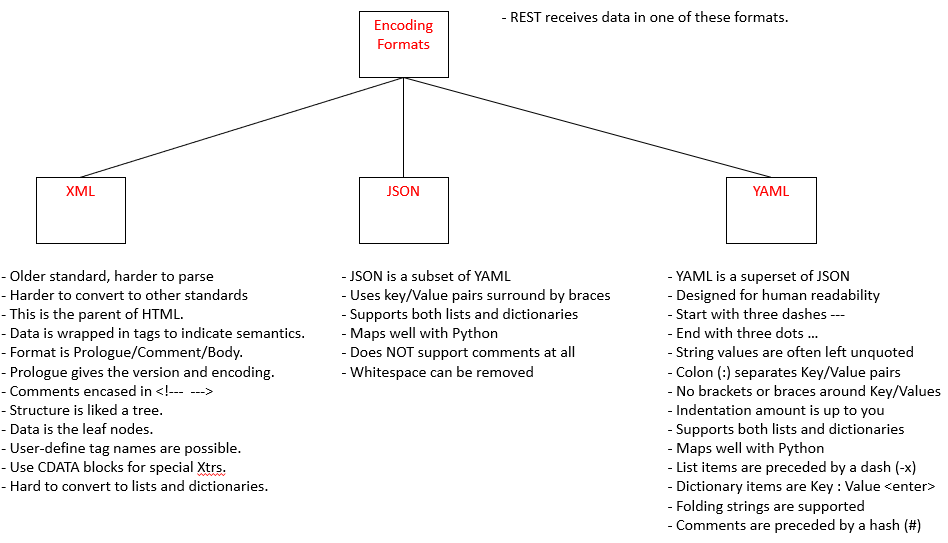 Encoding
Formats
- REST receives data in one of these formats.
XML
JSON
YAML
- Older standard, harder to parse
- Harder to convert to other standards
- This is the parent of HTML.
- Data is wrapped in tags to indicate semantics.
- Format is Prologue/Comment/Body.
- Prologue gives the version and encoding.
- Comments encased in <!--- --->
- Structure is liked a tree.
- Data is the leaf nodes.
- User-define tag names are possible.
- Use CDATA blocks for special Xtrs.
- Hard to convert to lists and dictionaries.
- JSON is a subset of YAML
- Uses key/Value pairs surround by braces
- Supports both lists and dictionaries
- Maps well with Python
- Does NOT support comments at all
- Whitespace can be removed
- YAML is a superset of JSON
- Designed for human readability
- Start with three dashes ---
- End with three dots ...
- String values are often left unquoted
- Colon (:) separates Key/Value pairs
- No brackets or braces around Key/Values
- Indentation amount is up to you
- Supports both lists and dictionaries
- Maps well with Python
- List items are preceded by a dash (-x)
- Dictionary items are Key : Value <enter>
- Folding strings are supported
- Comments are preceded by a hash (#)